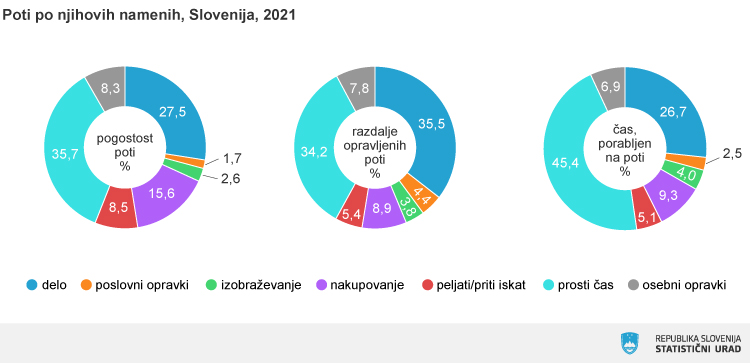 Poti po njihovih namenih, Slovenija, 2021
8,3
27,5
1,7
2,6
15,6
8,5
35,7
pogostost
poti
%
7,8
35,5
4,4
3,8
8,9
5,4
34,2
razdalje
opravljenih
poti
%
6,9
26,7
2,5
4,0
9,3
5,1
45,4
čas,
porabljen
na poti
%
delo
poslovni opravki
izobraževanje
nakupovanje
peljati/priti iskat
prosti čas
osebni opravki
REPUBLIKA SLOVENIJA
STATISTIČNI URAD